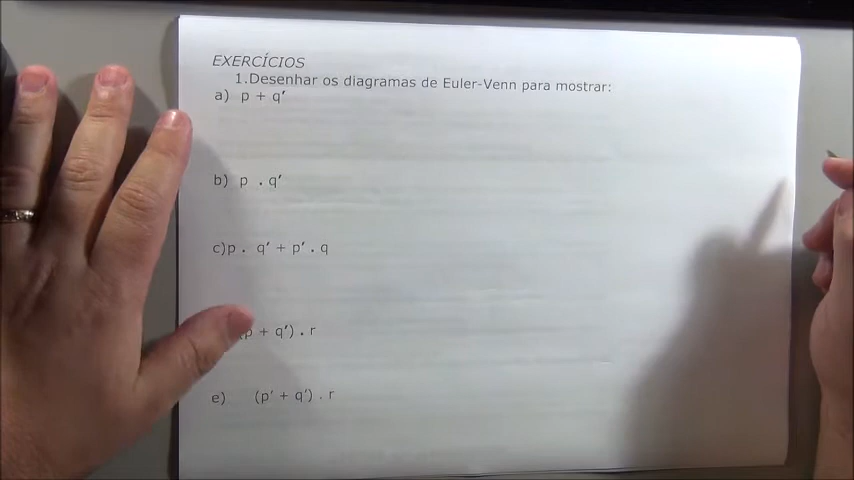 EXERCÍCIOS
1.Desenhar os diagramas de Euler-Venn para mostrar:
a) p + q′
b) p . q′
c)p . q′ + p′ . q
p + q′) . r
e) (p′ + q′) . r